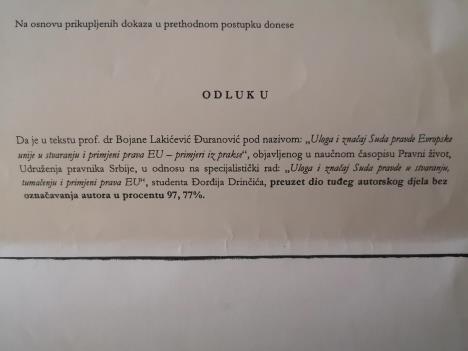 Na osnovu prikupljenih dokaza u prethodnom postupku donese
O D L U K U
Da je u tekstu prof. dr Bojane Lakićević Đuranović pod nazivom: „Uloga i značaj Suda pravde Evropske
unije u stvaranju i primjeni prava EU – primjeri iz prakse“, objavljenog u naučnom časopisu Pravni život,
Udruženja pravnika Srbije, u odnosu na specijalistički rad: „Uloga i značaj Suda pravde u stvaranju,
tumačenju i primjeni prava EU“, studenta Đorđija Drinčića, preuzet dio tuđeg autorskog djela bez
označavanja autora u procentu 97, 77%.